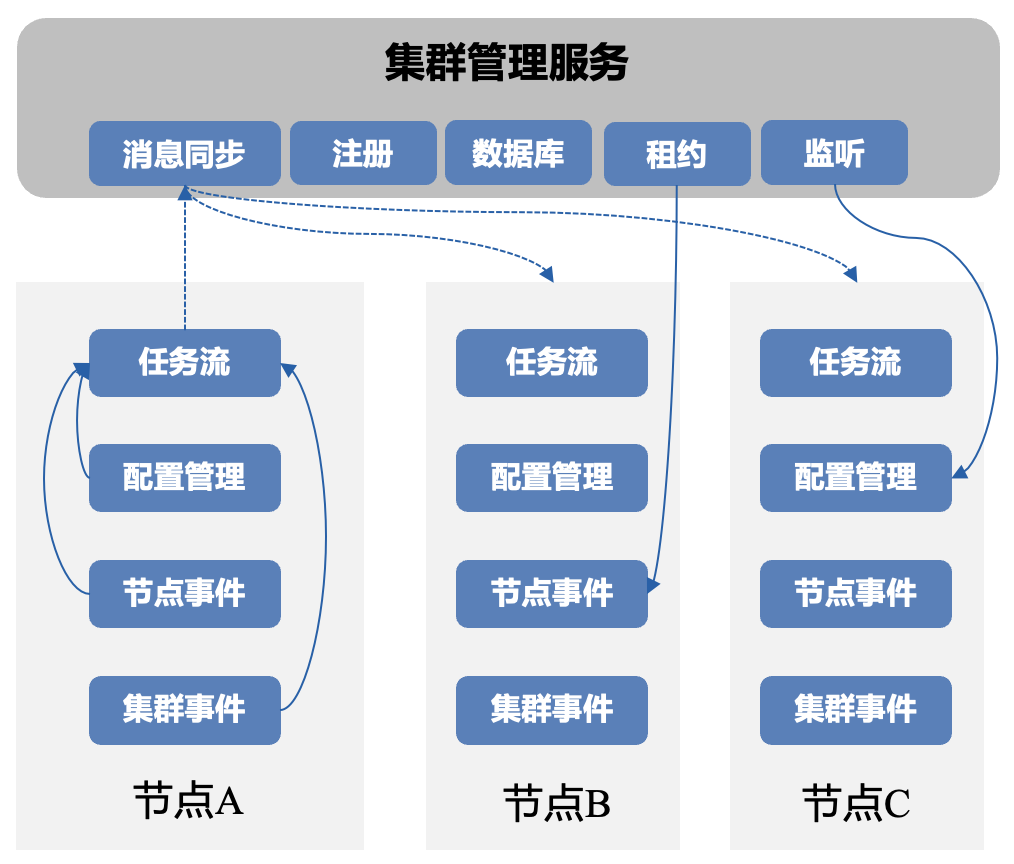 集群管理服务
消息同步
注册
数据库
租约
监听
任务流
任务流
任务流
配置管理
配置管理
配置管理
节点事件
节点事件
节点事件
集群事件
集群事件
集群事件
节点A
节点B
节点C